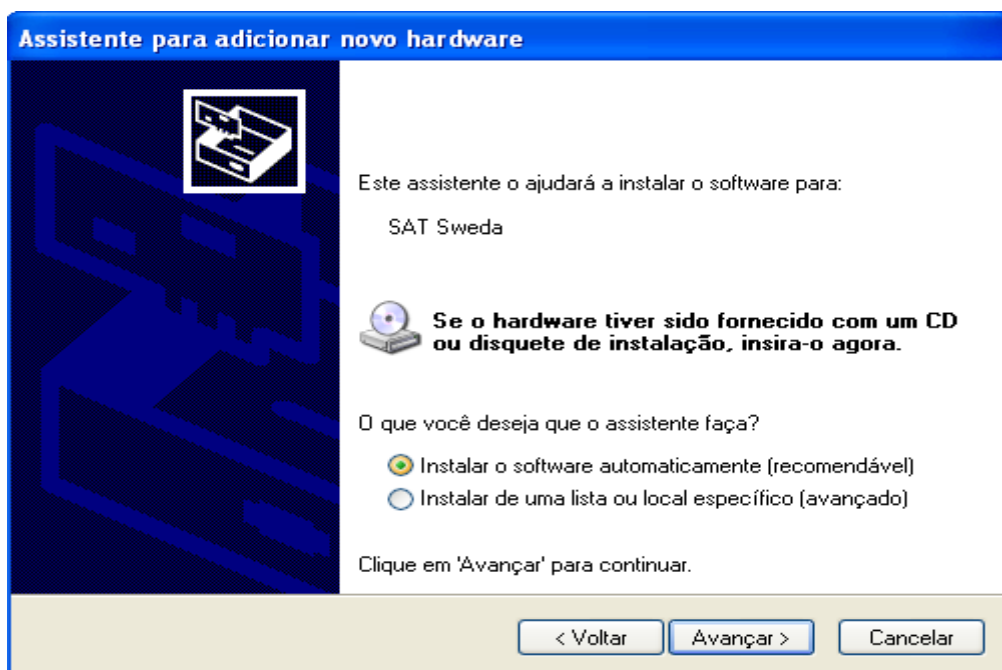 Assistente para adicionar novo hardware
Este assistente o ajudará a instalar o software para:
SAT Sweda
Se o hardware tiver sido fornecido com um CD
ou disquete de instalação, insira-o agora.
O que você deseja que o assistente faça?
Instalar o software automaticamente (recomendável)
Instalar de uma lista ou local específico (avançado)
Clique em 'Avançar' para continuar.
< Voltar
Avançar >
Cancelar